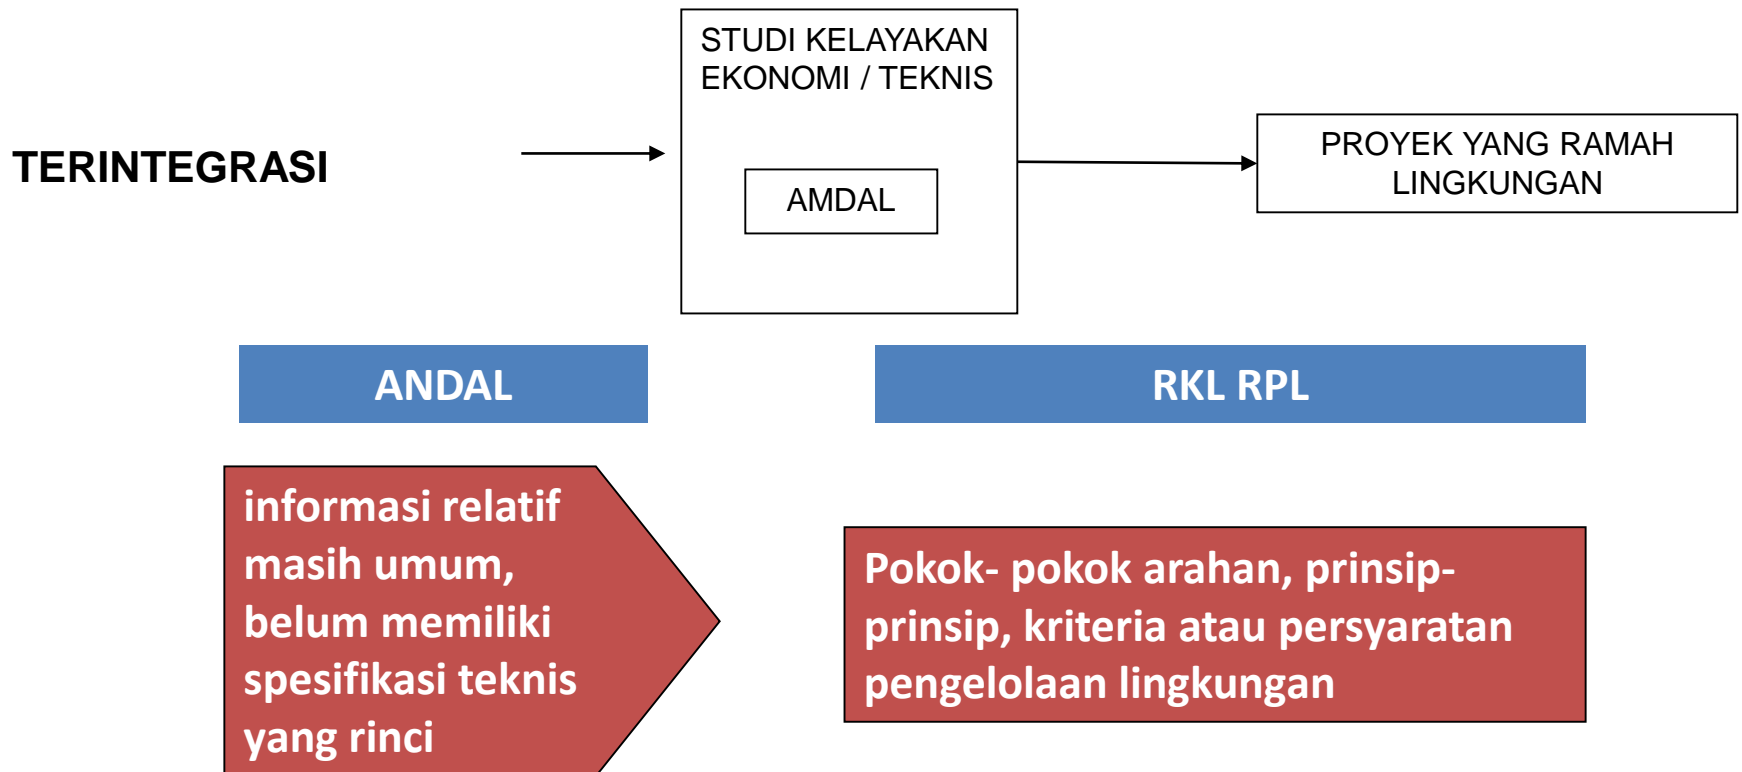 STUDI KELAYAKAN
EKONOMI / TEKNIS
TERINTEGRASI
AMDAL
PROYEK YANG RAMAH
LINGKUNGAN
ANDAL
RKL RPL
informasi relatif
masih umum,
belum memiliki
spesifikasi teknis
yang rinci
Pokok- pokok arahan, prinsip-
prinsip, kriteria atau persyaratan
pengelolaan lingkungan